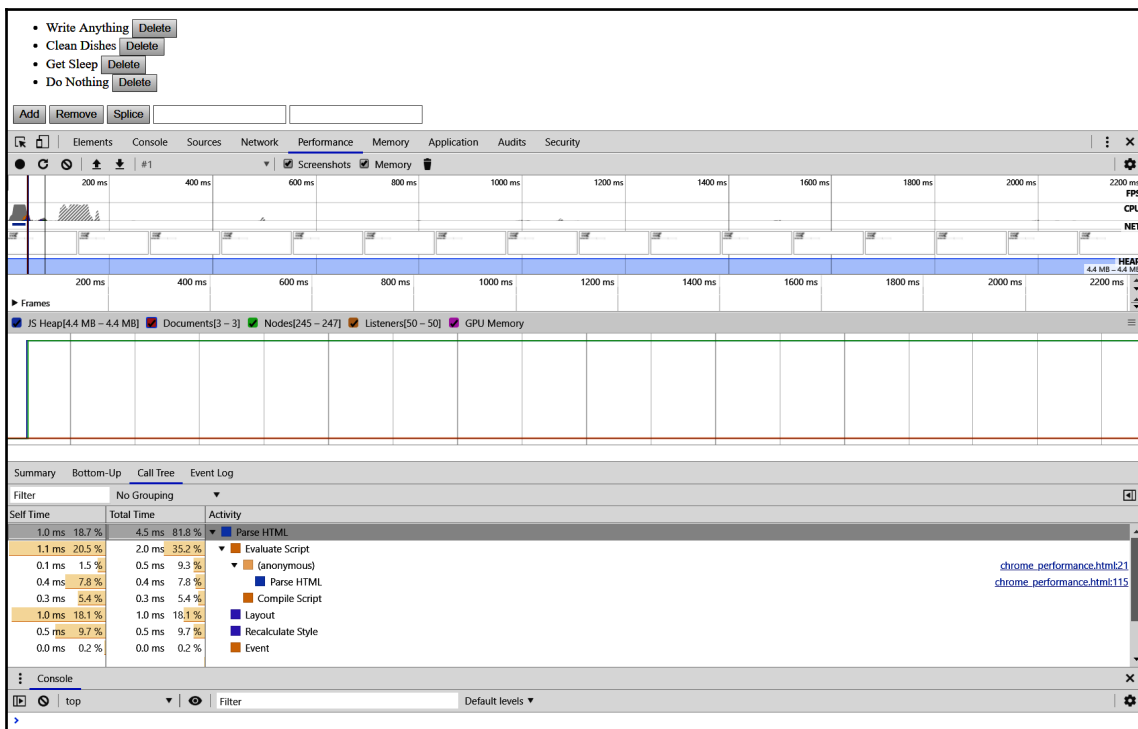 Write Anything Delete
Clean Dishes Delete
Get Sleep Delete
Do Nothing Delete
Add Remove Splice
Elements Console Sources Network Performance Memory Application Audits Security
#1 Screenshots Memory
200 ms 400 ms 600 ms 800 ms 1000 ms 1200 ms 1400 ms 1600 ms 1800 ms 2000 ms 2200 ms
FPS
CPU
NET
HEAP
4.4 MB – 4.4 MB
200 ms 400 ms 600 ms 800 ms 1000 ms 1200 ms 1400 ms 1600 ms 1800 ms 2000 ms 2200 ms
Frames
JS Heap[4.4 MB – 4.4 MB] Documents[3 – 3] Nodes[245 – 247] Listeners[50 – 50] GPU Memory
Summary Bottom-Up Call Tree Event Log
Filter No Grouping
Self Time Total Time Activity
1.0 ms 18.7 % 4.5 ms 81.8 % Parse HTML
1.1 ms 20.5 % 2.0 ms 35.2 % Evaluate Script
0.1 ms 1.5 % 0.5 ms 9.3 % (anonymous) chrome_performance.html:21
0.4 ms 7.8 % 0.4 ms 7.8 % Parse HTML chrome_performance.html:115
0.3 ms 5.4 % 0.3 ms 5.4 % Compile Script
1.0 ms 18.1 % 1.0 ms 18.1 % Layout
0.5 ms 9.7 % 0.5 ms 9.7 % Recalculate Style
0.0 ms 0.2 % 0.0 ms 0.2 % Event
Console
top Filter Default levels